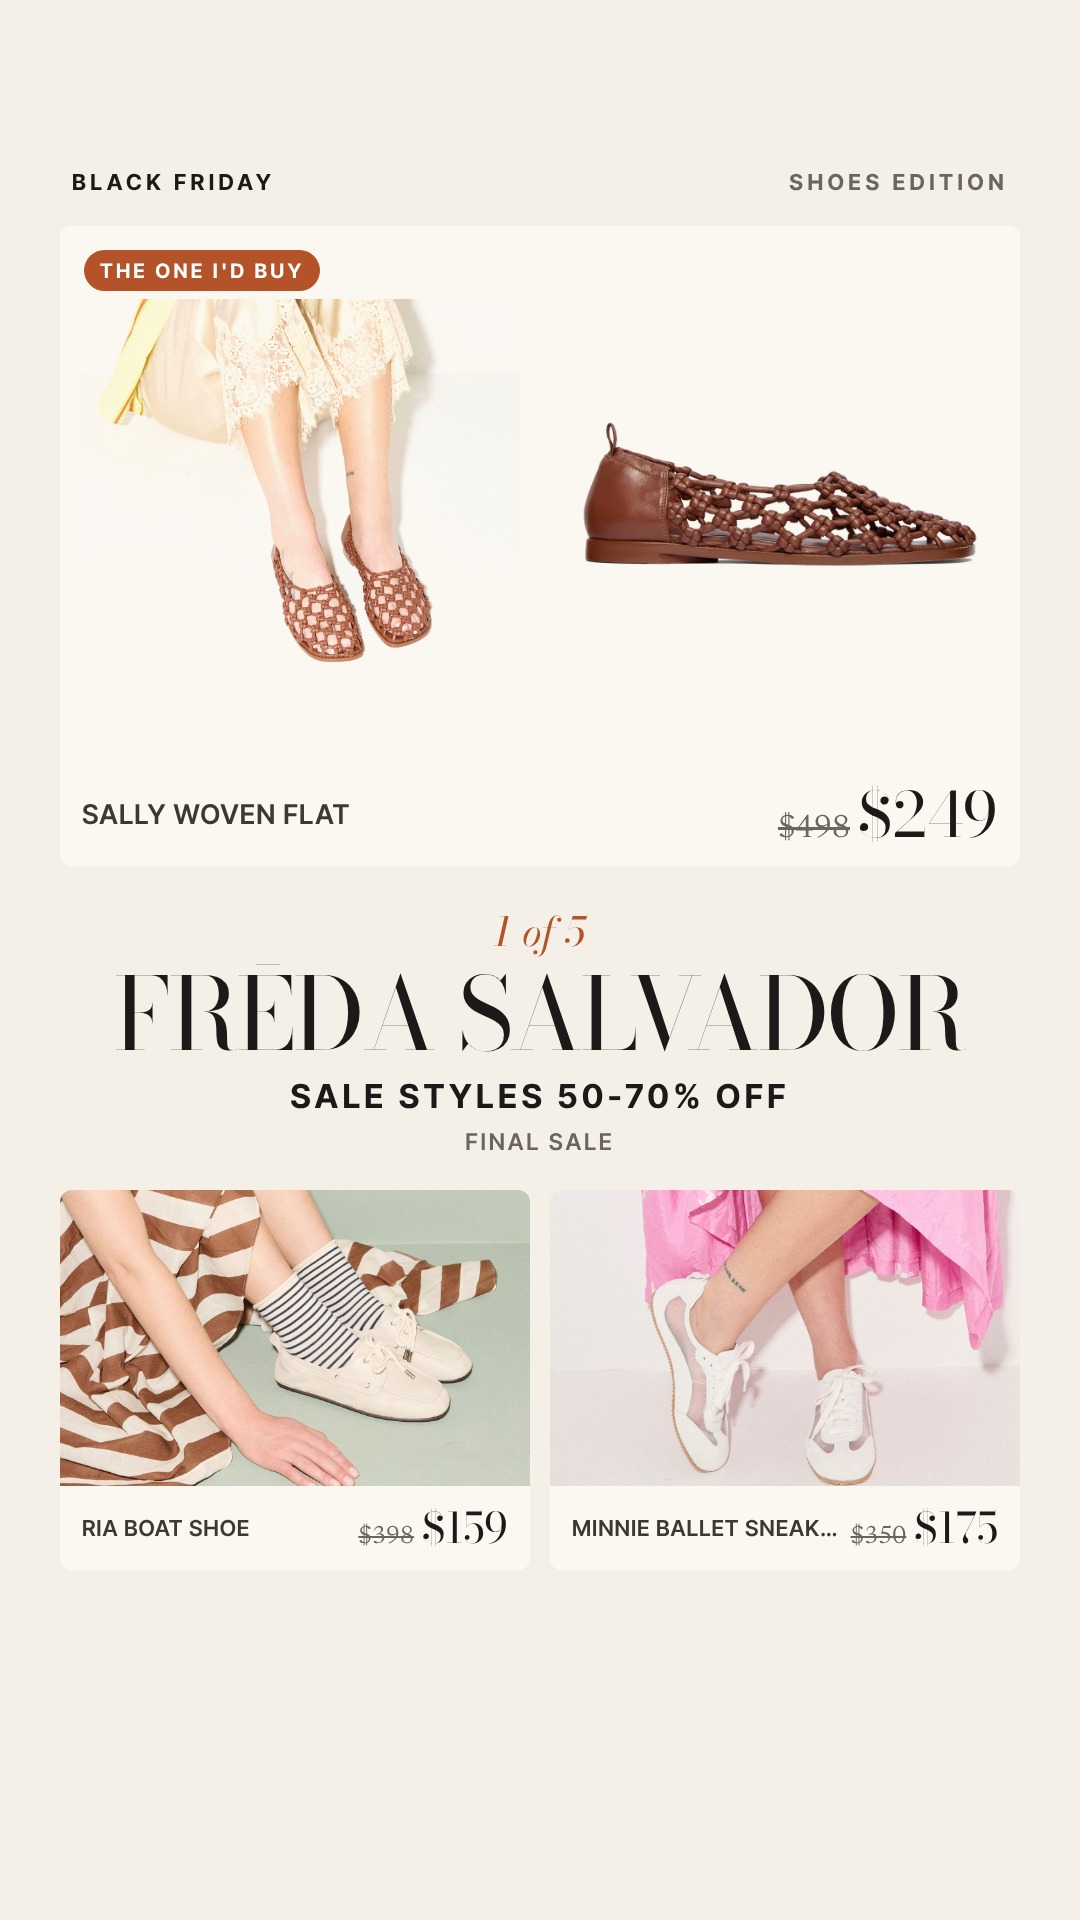 BLACK FRIDAY
SHOES EDITION
THE ONE I'D BUY
SALLY WOVEN FLAT
$498 $249
1 of 5
FRĒDA SALVADOR
SALE STYLES 50-70% OFF
FINAL SALE
RIA BOAT SHOE
$398 $159
MINNIE BALLET SNEAK...
$350 $175